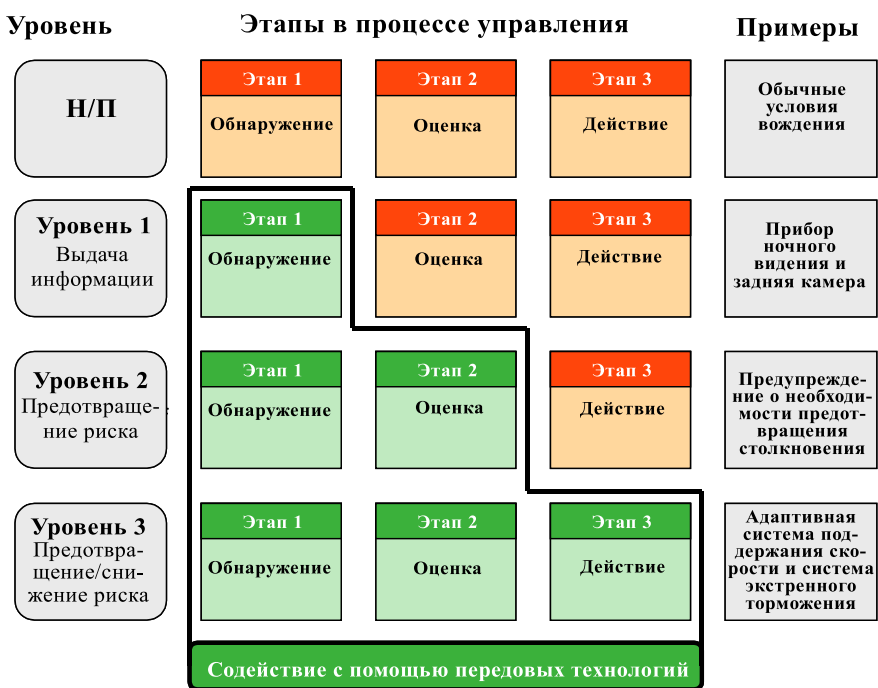 Уровень
Этапы в процессе управления
Примеры
Н/П
Этап 1
Обнаружение
Этап 2
Оценка
Этап 3
Действие
Обычные
условия
вождения
Уровень 1
Выдача
информации
Этап 1
Обнаружение
Этап 2
Оценка
Этап 3
Действие
Прибор
ночного
видения и
задняя камера
Уровень 2
Предотвраще-
ние риска
Этап 1
Обнаружение
Этап 2
Оценка
Этап 3
Действие
Предупрежде-
ние о необходи-
мости предот-
вращения
столкновения
Уровень 3
Предотвра-
щение/сни-
жение риска
Этап 1
Обнаружение
Этап 2
Оценка
Этап 3
Действие
Адаптивная
система под-
держания ско-
рости и система
экстренного
торможения
Содействие с помощью передовых технологий